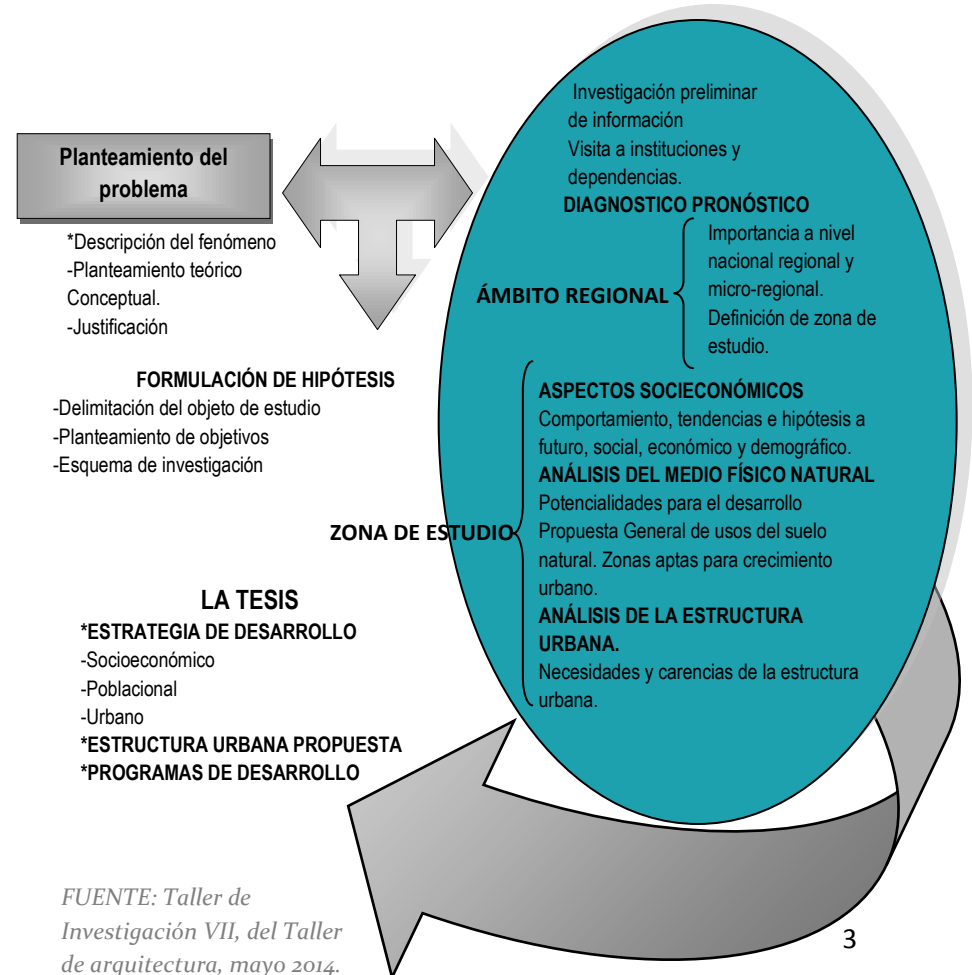 Planteamiento del
problema
*Descripción del fenómeno
-Planteamiento teórico
Conceptual.
-Justificación
FORMULACIÓN DE HIPÓTESIS
-Delimitación del objeto de estudio
-Planteamiento de objetivos
-Esquema de investigación
Investigación preliminar
de información
Visita a instituciones y
dependencias.
DIAGNOSTICO PRONÓSTICO
ÁMBITO REGIONAL
Importancia a nivel
nacional regional y
micro-regional.
Definición de zona de
estudio.
ZONA DE ESTUDIO
ASPECTOS SOCIECONÓMICOS
Comportamiento, tendencias e hipótesis a
futuro, social, económico y demográfico.
ANÁLISIS DEL MEDIO FÍSICO NATURAL
Potencialidades para el desarrollo
Propuesta General de usos del suelo
natural. Zonas aptas para crecimiento
urbano.
ANÁLISIS DE LA ESTRUCTURA
URBANA.
Necesidades y carencias de la estructura
urbana.
LA TESIS
*ESTRATEGIA DE DESARROLLO
-Socioeconómico
-Poblacional
-Urbano
*ESTRUCTURA URBANA PROPUESTA
*PROGRAMAS DE DESARROLLO
FUENTE: Taller de
Investigación VII, del Taller
de arquitectura, mayo 2014.
3